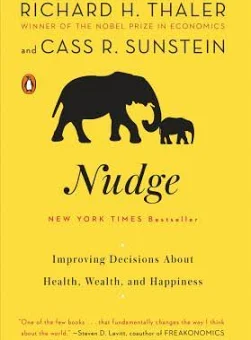 RICHARD H. THALER
WINNER OF THE NOBEL PRIZE IN ECONOMICS
and CASS R. SUNSTEIN
Nudge
NEW YORK TIMES Bestseller
Improving Decisions About
Health, Wealth, and Happiness
"One of the few books . . . that fundamentally changes the way I think
about the world." —Steven D. Levitt, coauthor of FREAKONOMICS